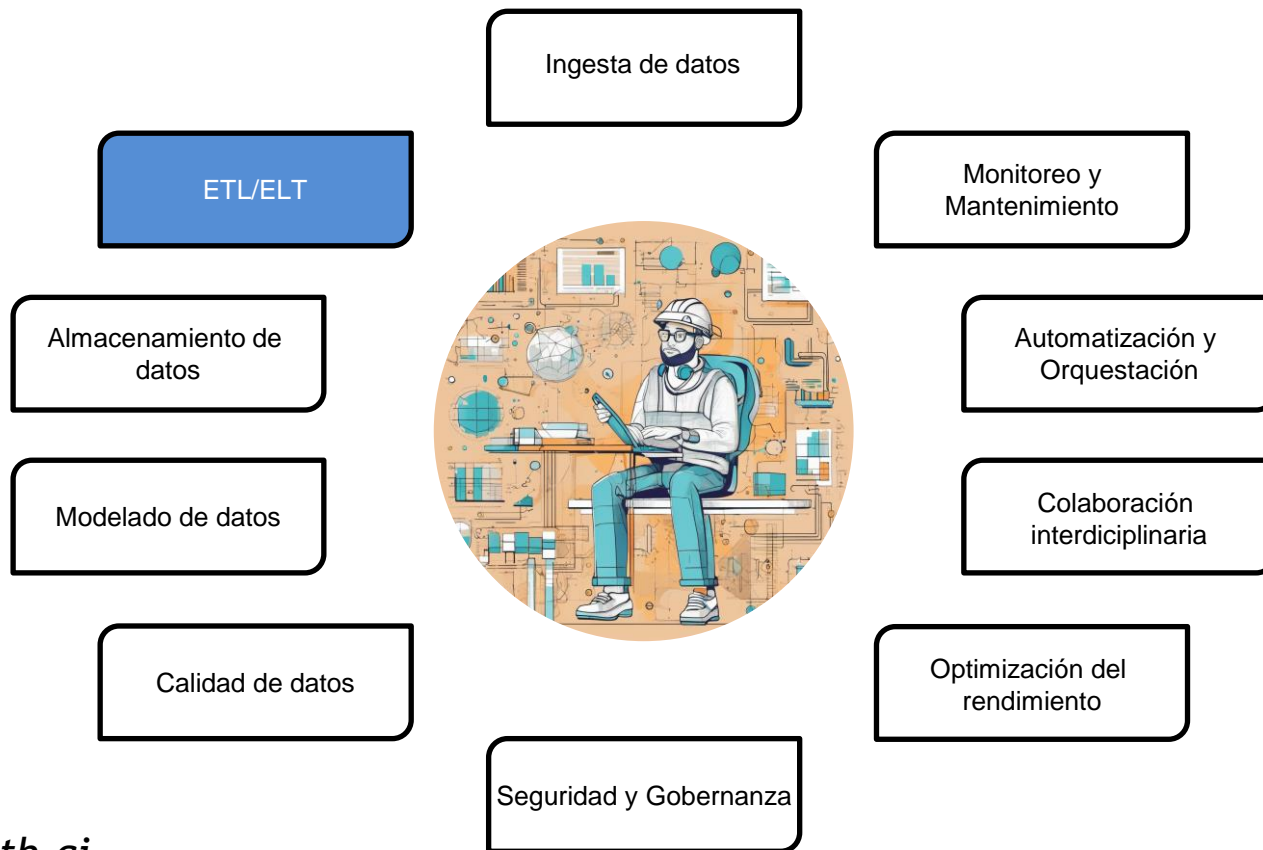 Ingesta de datos
ETL/ELT
Monitoreo y
Mantenimiento
Almacenamiento de
datos
Automatización y
Orquestación
Modelado de datos
Colaboración
interdiciplinaria
Calidad de datos
Optimización del
rendimiento
Seguridad y Gobernanza